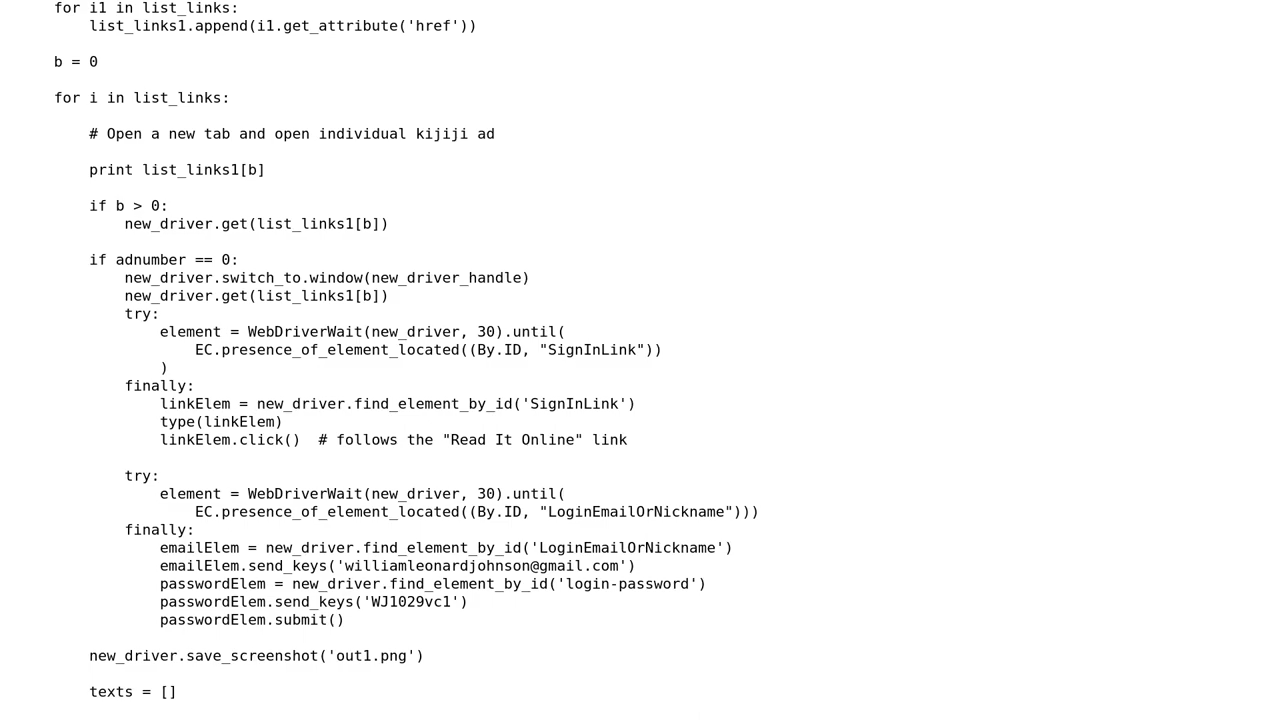 for i1 in list_links:
    list_links1.append(i1.get_attribute('href'))
b = 0
for i in list_links:
    # Open a new tab and open individual kijiji ad
    print list_links1[b]
    if b > 0:
        new_driver.get(list_links1[b])
    if adnumber == 0:
        new_driver.switch_to.window(new_driver_handle)
        new_driver.get(list_links1[b])
        try:
            element = WebDriverWait(new_driver, 30).until(
                EC.presence_of_element_located((By.ID, "SignInLink"))
            )
        finally:
            linkElem = new_driver.find_element_by_id('SignInLink')
            type(linkElem)
            linkElem.click()  # follows the "Read It Online" link
        try:
            element = WebDriverWait(new_driver, 30).until(
                EC.presence_of_element_located((By.ID, "LoginEmailOrNickname")))
        finally:
            emailElem = new_driver.find_element_by_id('LoginEmailOrNickname')
            emailElem.send_keys('williamleonardjohnson@gmail.com')
            passwordElem = new_driver.find_element_by_id('login-password')
            passwordElem.send_keys('WJ1029vc1')
            passwordElem.submit()
    new_driver.save_screenshot('out1.png')
    texts = []